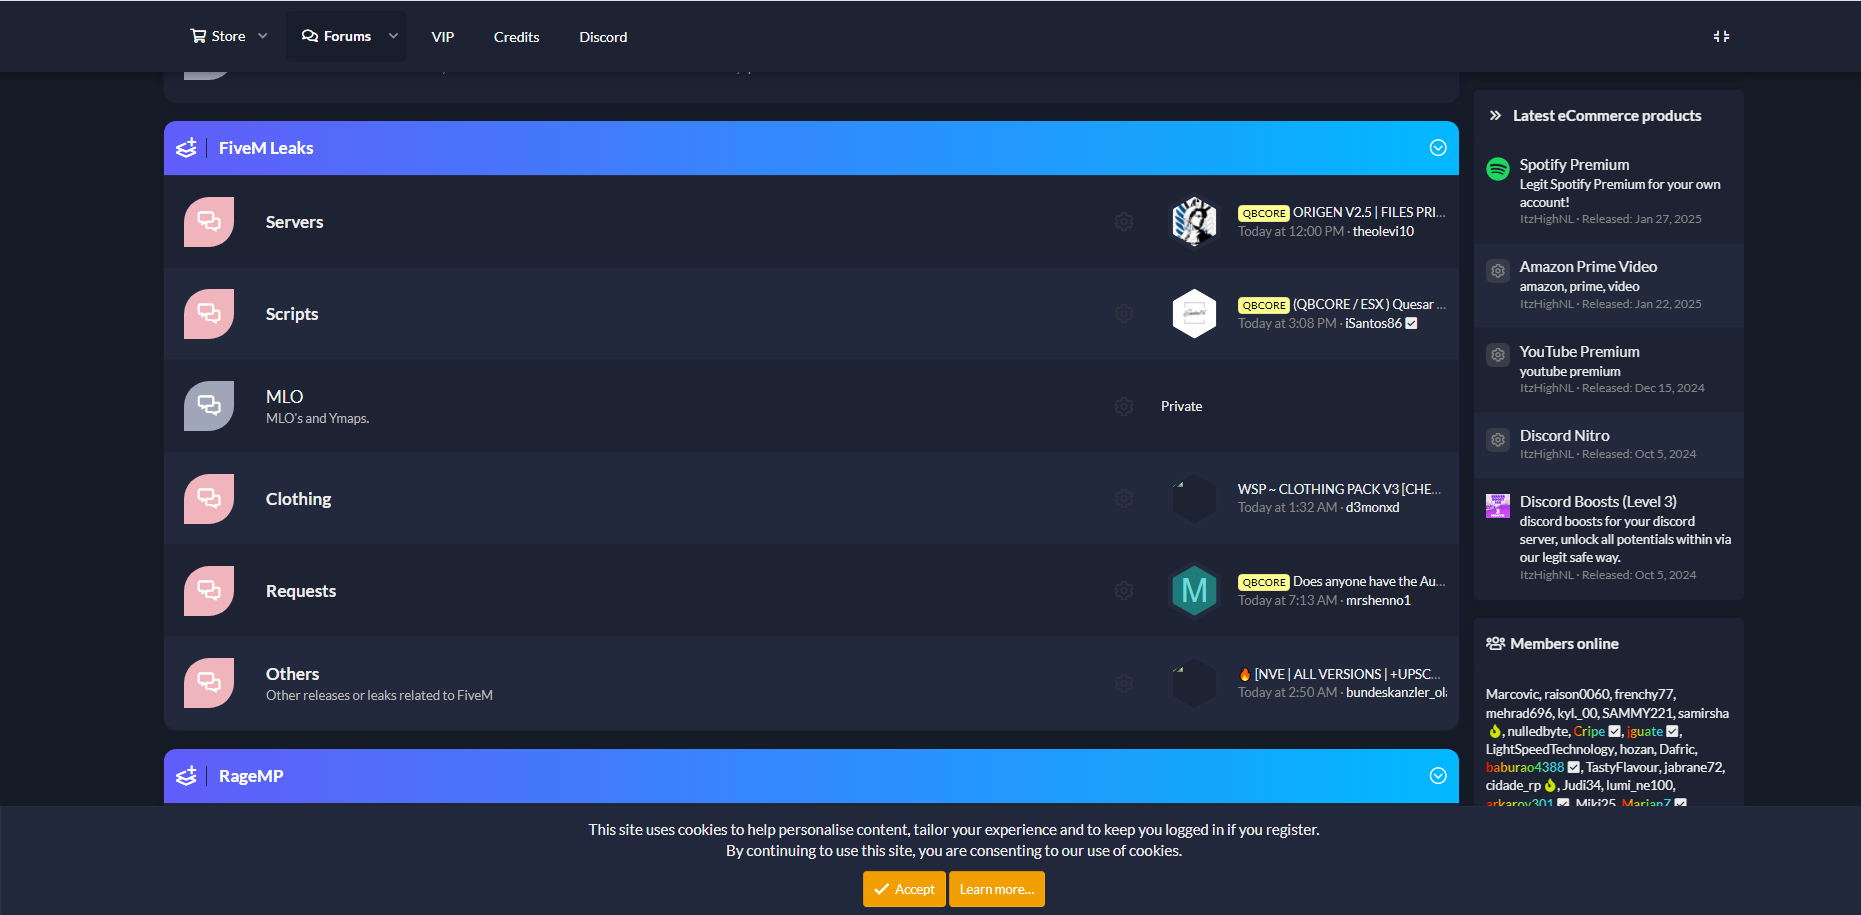 Store
Forums
VIP
Credits
Discord
FiveM Leaks
Servers
QBCORE ORIGEN V2.5 | FILES PRI...
Today at 12:00 PM · theolevi10
Scripts
QBCORE (QBCORE / ESX ) Quesar ...
Today at 3:08 PM · iSantos86
MLO
MLO's and Ymaps.
Private
Clothing
WSP ~ CLOTHING PACK V3 [CHE...
Today at 1:32 AM · d3monxd
Requests
M
QBCORE Does anyone have the Au...
Today at 7:13 AM · mrshenno1
Others
Other releases or leaks related to FiveM
[NVE | ALL VERSIONS | +UPSC...
Today at 2:50 AM · bundeskanzler_ol
RageMP
Latest eCommerce products
Spotify Premium
Legit Spotify Premium for your own
account!
ItzHighNL · Released: Jan 27, 2025
Amazon Prime Video
amazon, prime, video
ItzHighNL · Released: Jan 22, 2025
YouTube Premium
youtube premium
ItzHighNL · Released: Dec 15, 2024
Discord Nitro
ItzHighNL · Released: Oct 5, 2024
Discord Boosts (Level 3)
discord boosts for your discord
server, unlock all potentials within via
our legit safe way.
ItzHighNL · Released: Oct 5, 2024
Members online
Marcovic, raison0060, frenchy77,
mehrad696, kyl._00, SAMMY221, samirsha
, nulledbyte, Cripe , jguate ,
LightSpeedTechnology, hozan, Dafric,
baburao4388 , TastyFlavour, jabrane72,
cidade_rp , Judi34, lumi_ne100,
arkaroy301 , Miki25, MarianZ
This site uses cookies to help personalise content, tailor your experience and to keep you logged in if you register.
By continuing to use this site, you are consenting to our use of cookies.
Accept
Learn more...